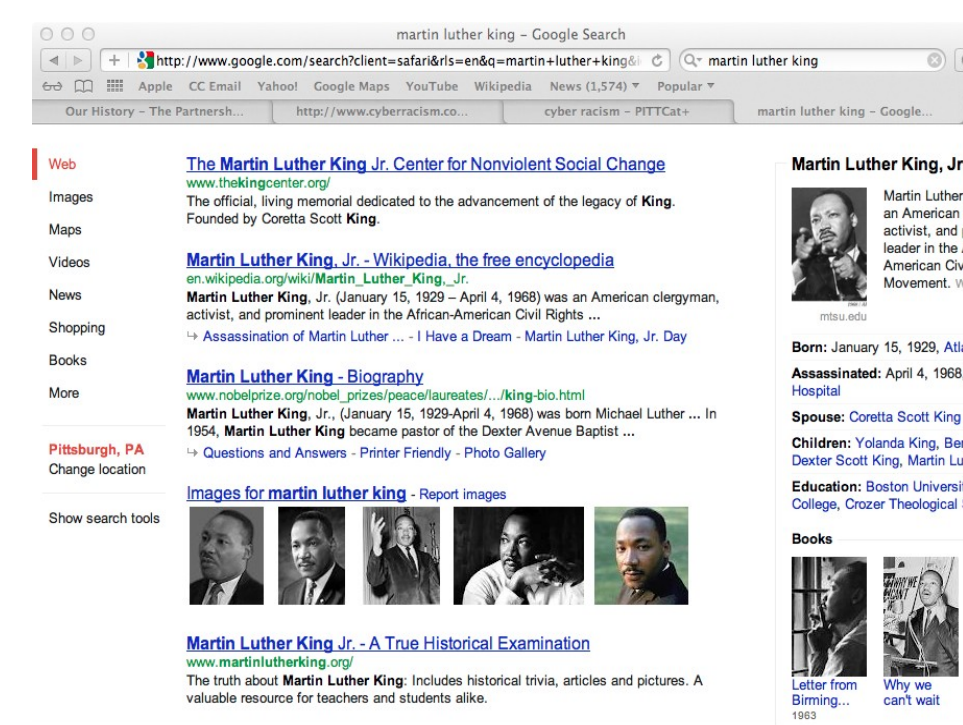 martin luther king – Google Search
http://www.google.com/search?client=safari&rls=en&q=martin+luther+king&
martin luther king
Apple CC Email Yahoo! Google Maps YouTube Wikipedia News (1,574) ▾ Popular ▾
Our History – The Partnersh...
http://www.cyberracism.co...
cyber racism – PITTCat+
martin luther king – Google...
Web
Images
Maps
Videos
News
Shopping
Books
More
Pittsburgh, PA
Change location
Show search tools
The Martin Luther King Jr. Center for Nonviolent Social Change
www.thekingcenter.org/
The official, living memorial dedicated to the advancement of the legacy of King.
Founded by Coretta Scott King.
Martin Luther King, Jr. - Wikipedia, the free encyclopedia
en.wikipedia.org/wiki/Martin_Luther_King,_Jr.
Martin Luther King, Jr. (January 15, 1929 – April 4, 1968) was an American clergyman,
activist, and prominent leader in the African-American Civil Rights ...
Assassination of Martin Luther ... - I Have a Dream - Martin Luther King, Jr. Day
Martin Luther King - Biography
www.nobelprize.org/nobel_prizes/peace/laureates/.../king-bio.html
Martin Luther King, Jr., (January 15, 1929-April 4, 1968) was born Michael Luther ... In
1954, Martin Luther King became pastor of the Dexter Avenue Baptist ...
Questions and Answers - Printer Friendly - Photo Gallery
Images for martin luther king - Report images
Martin Luther King Jr. - A True Historical Examination
www.martinlutherking.org/
The truth about Martin Luther King: Includes historical trivia, articles and pictures. A
valuable resource for teachers and students alike.
Martin Luther King, Jr
Martin Luther
an American
activist, and
leader in the
American Civ
Movement.
mtsu.edu
Born: January 15, 1929, Atl
Assassinated: April 4, 1968,
Hospital
Spouse: Coretta Scott King
Children: Yolanda King, Be
Dexter Scott King, Martin Lu
Education: Boston Universi
College, Crozer Theological
Books
Letter from
Birming...
1963
Why we
can't wait